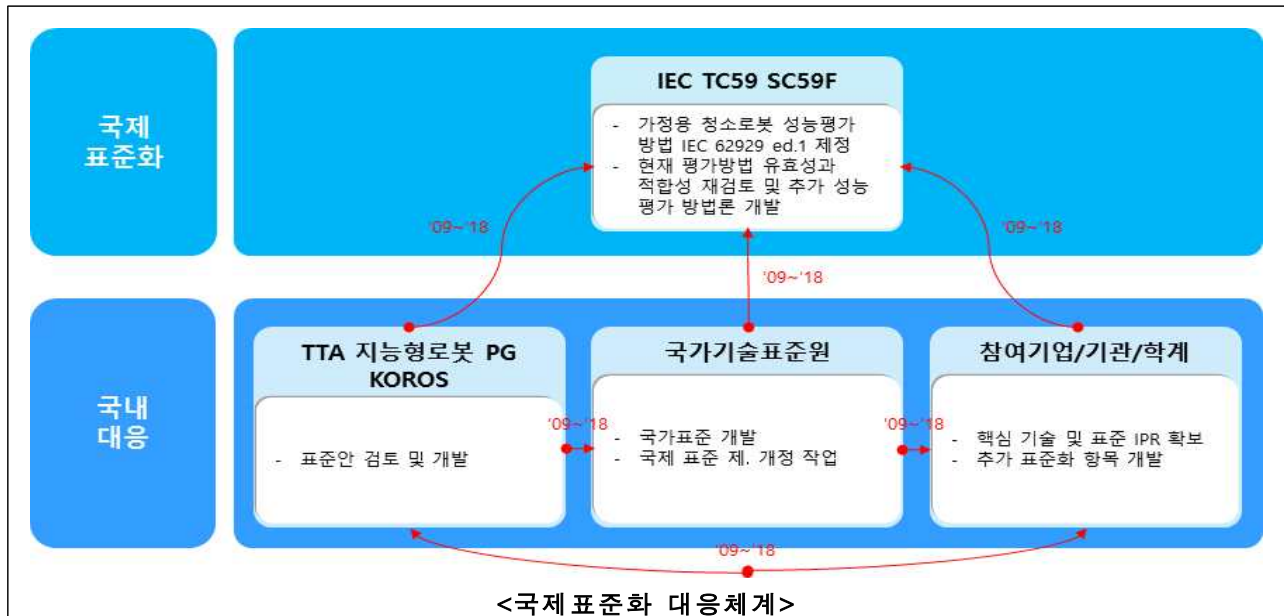 국제
표준화
IEC TC59 SC59F
- 가정용 청소로봇 성능평가
방법 IEC 62929 ed.1 제정
- 현재 평가방법 유효성과
적합성 재검토 및 추가 성능
평가 방법론 개발
'09~'18
'09~'18
'09~'18
국내
대응
TTA 지능형로봇 PG
KOROS
- 표준안 검토 및 개발
'09~'18
국가기술표준원
- 국가표준 개발
- 국제 표준 제. 개정 작업
'09~'18
참여기업/기관/학계
- 핵심 기술 및 표준 IPR 확보
- 추가 표준화 항목 개발
'09~'18
<국제표준화 대응체계>